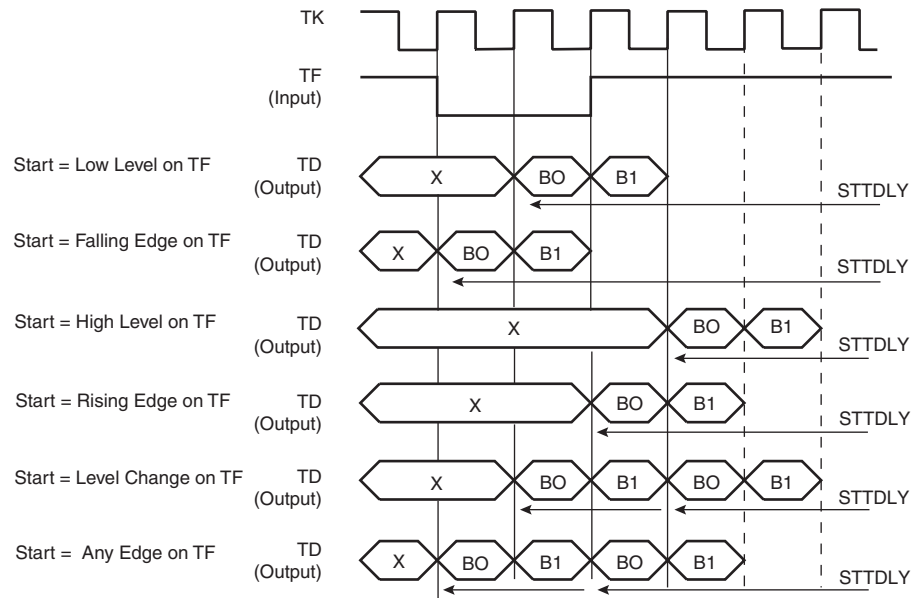 TK
TF
(Input)
Start = Low Level on TF
TD
(Output)
X
BO
B1
STTDLY
Start = Falling Edge on TF
TD
(Output)
X
BO
B1
STTDLY
Start = High Level on TF
TD
(Output)
X
BO
B1
STTDLY
Start = Rising Edge on TF
TD
(Output)
X
BO
B1
STTDLY
Start = Level Change on TF
TD
(Output)
X
BO
B1
BO
B1
STTDLY
Start = Any Edge on TF
TD
(Output)
X
BO
B1
BO
B1
STTDLY